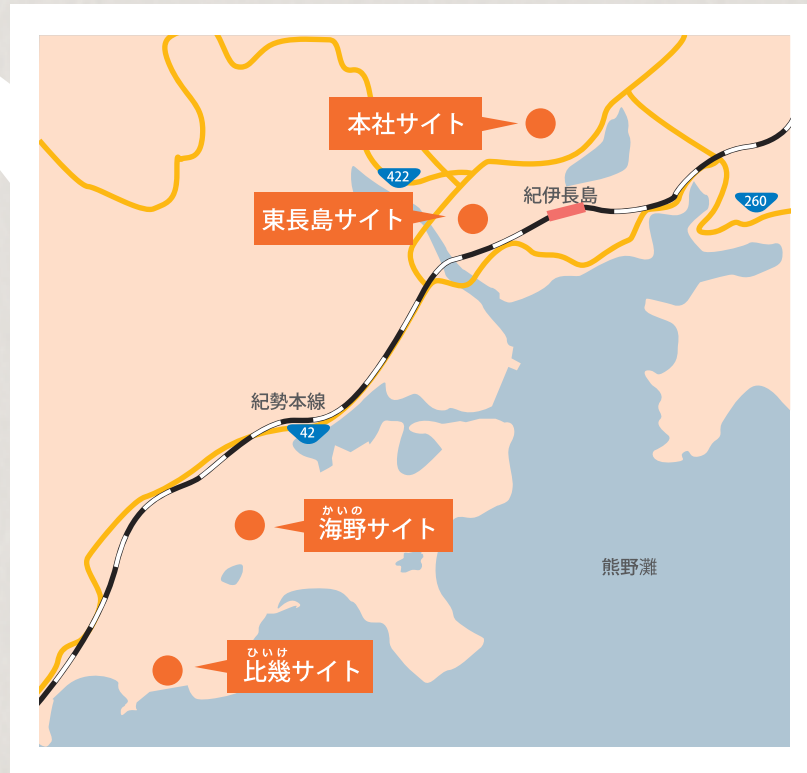 本社サイト
422
紀伊長島
260
東長島サイト
紀勢本線
42
かいの
海野サイト
熊野灘
ひいけ
比幾サイト